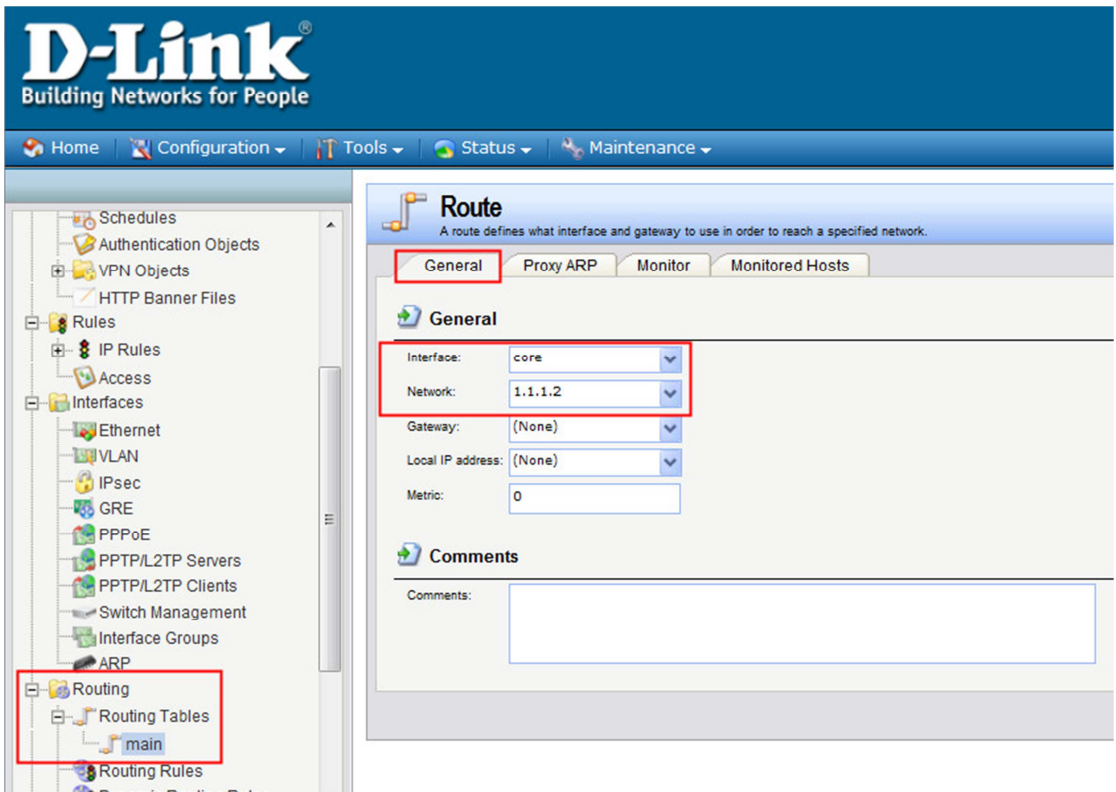 D-Link®
Building Networks for People
Home Configuration Tools Status Maintenance
Schedules
Authentication Objects
VPN Objects
HTTP Banner Files
Rules
IP Rules
Access
Interfaces
Ethernet
VLAN
IPsec
GRE
PPPoE
PPTP/L2TP Servers
PPTP/L2TP Clients
Switch Management
Interface Groups
ARP
Routing
Routing Tables
main
Routing Rules
Route
A route defines what interface and gateway to use in order to reach a specified network.
General Proxy ARP Monitor Monitored Hosts
General
Interface: core
Network: 1.1.1.2
Gateway: (None)
Local IP address: (None)
Metric: 0
Comments
Comments: